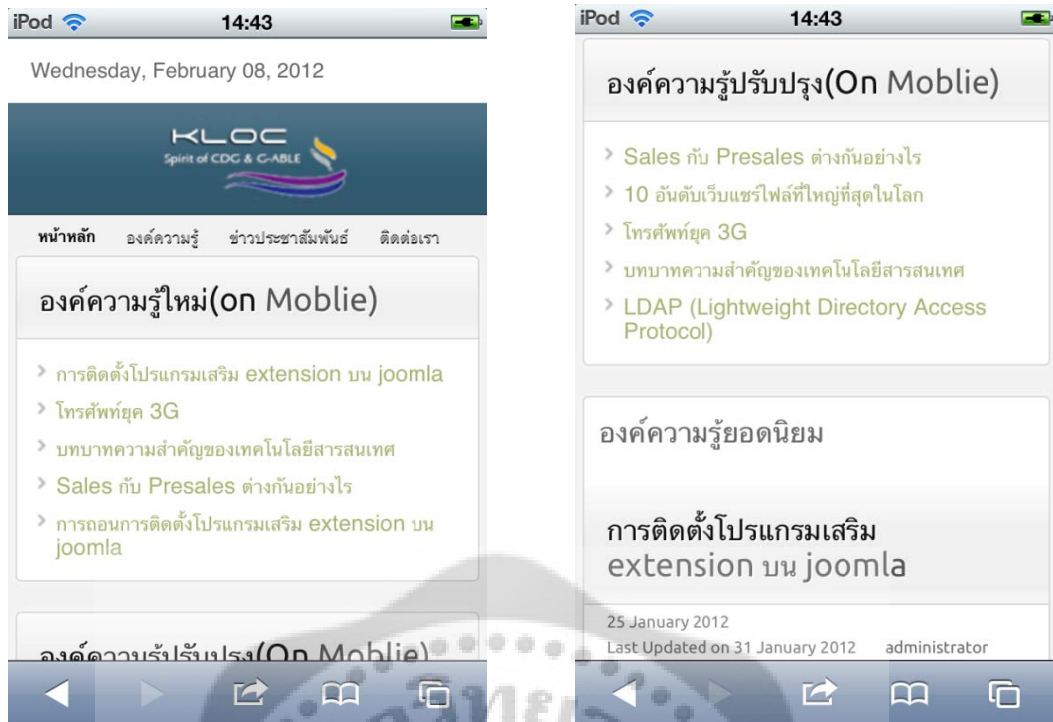 iPod 14:43
Wednesday, February 08, 2012
KLOC
Spirit of CDG & G-ABLE
หน้าหลัก องค์ความรู้ ข่าวประชาสัมพันธ์ ติดต่อเรา
องค์ความรู้ใหม่(on Moblie)
การติดตั้งโปรแกรมเสริม extension บน joomla
โทรศัพท์ยุค 3G
บทบาทความสำคัญของเทคโนโลยีสารสนเทศ
Sales กับ Presales ต่างกันอย่างไร
การถอนการติดตั้งโปรแกรมเสริม extension บน
joomla
องค์ความรู้ปรับปรุง(On Moblie)
iPod 14:43
องค์ความรู้ปรับปรุง(On Moblie)
Sales กับ Presales ต่างกันอย่างไร
10 อันดับเว็บแชร์ไฟล์ที่ใหญ่ที่สุดในโลก
โทรศัพท์ยุค 3G
บทบาทความสำคัญของเทคโนโลยีสารสนเทศ
LDAP (Lightweight Directory Access
Protocol)
องค์ความรู้ยอดนิยม
การติดตั้งโปรแกรมเสริม
extension บน joomla
25 January 2012
Last Updated on 31 January 2012 administrator